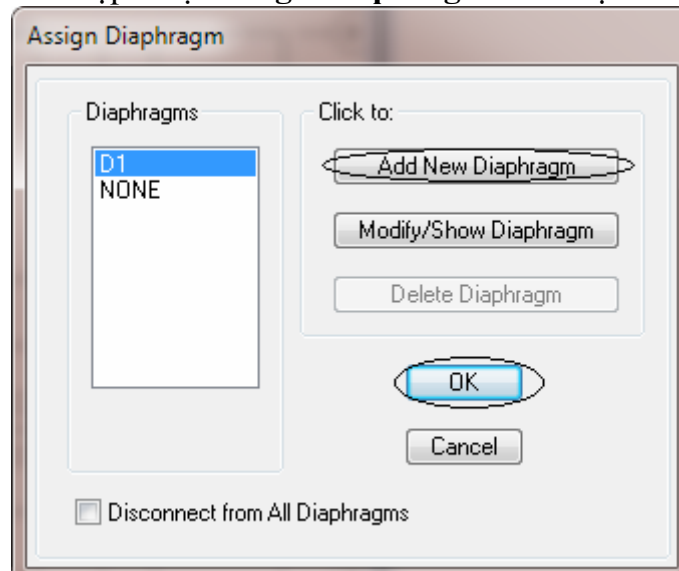 Assign Diaphragm
Diaphragms
D1
NONE
Click to:
Add New Diaphragm
Modify/Show Diaphragm
Delete Diaphragm
OK
Cancel
Disconnect from All Diaphragms